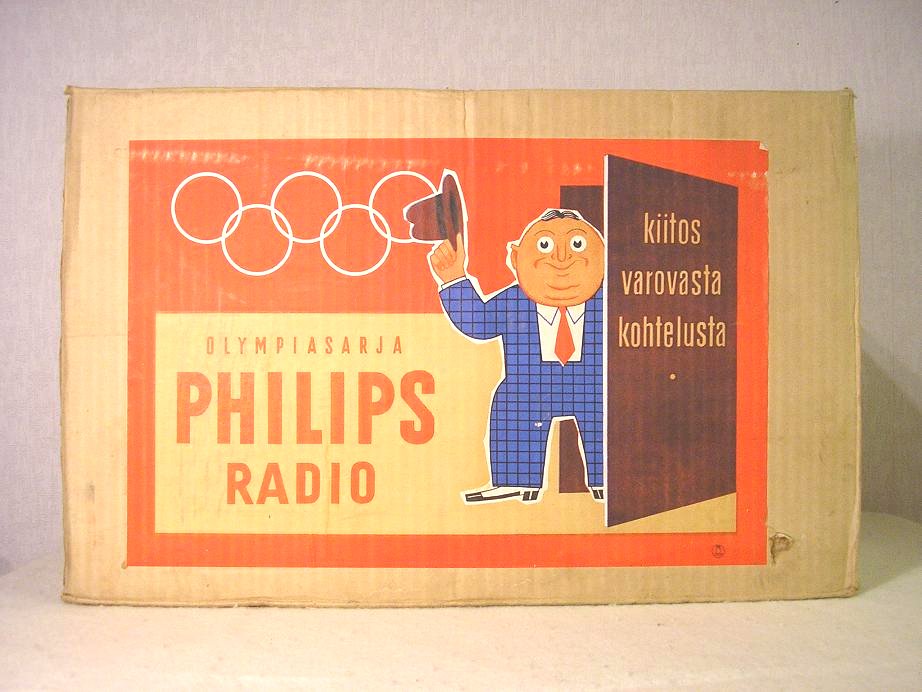 OLYMPIASARJA
PHILIPS
RADIO
kiitos
varovasta
kohtelusta